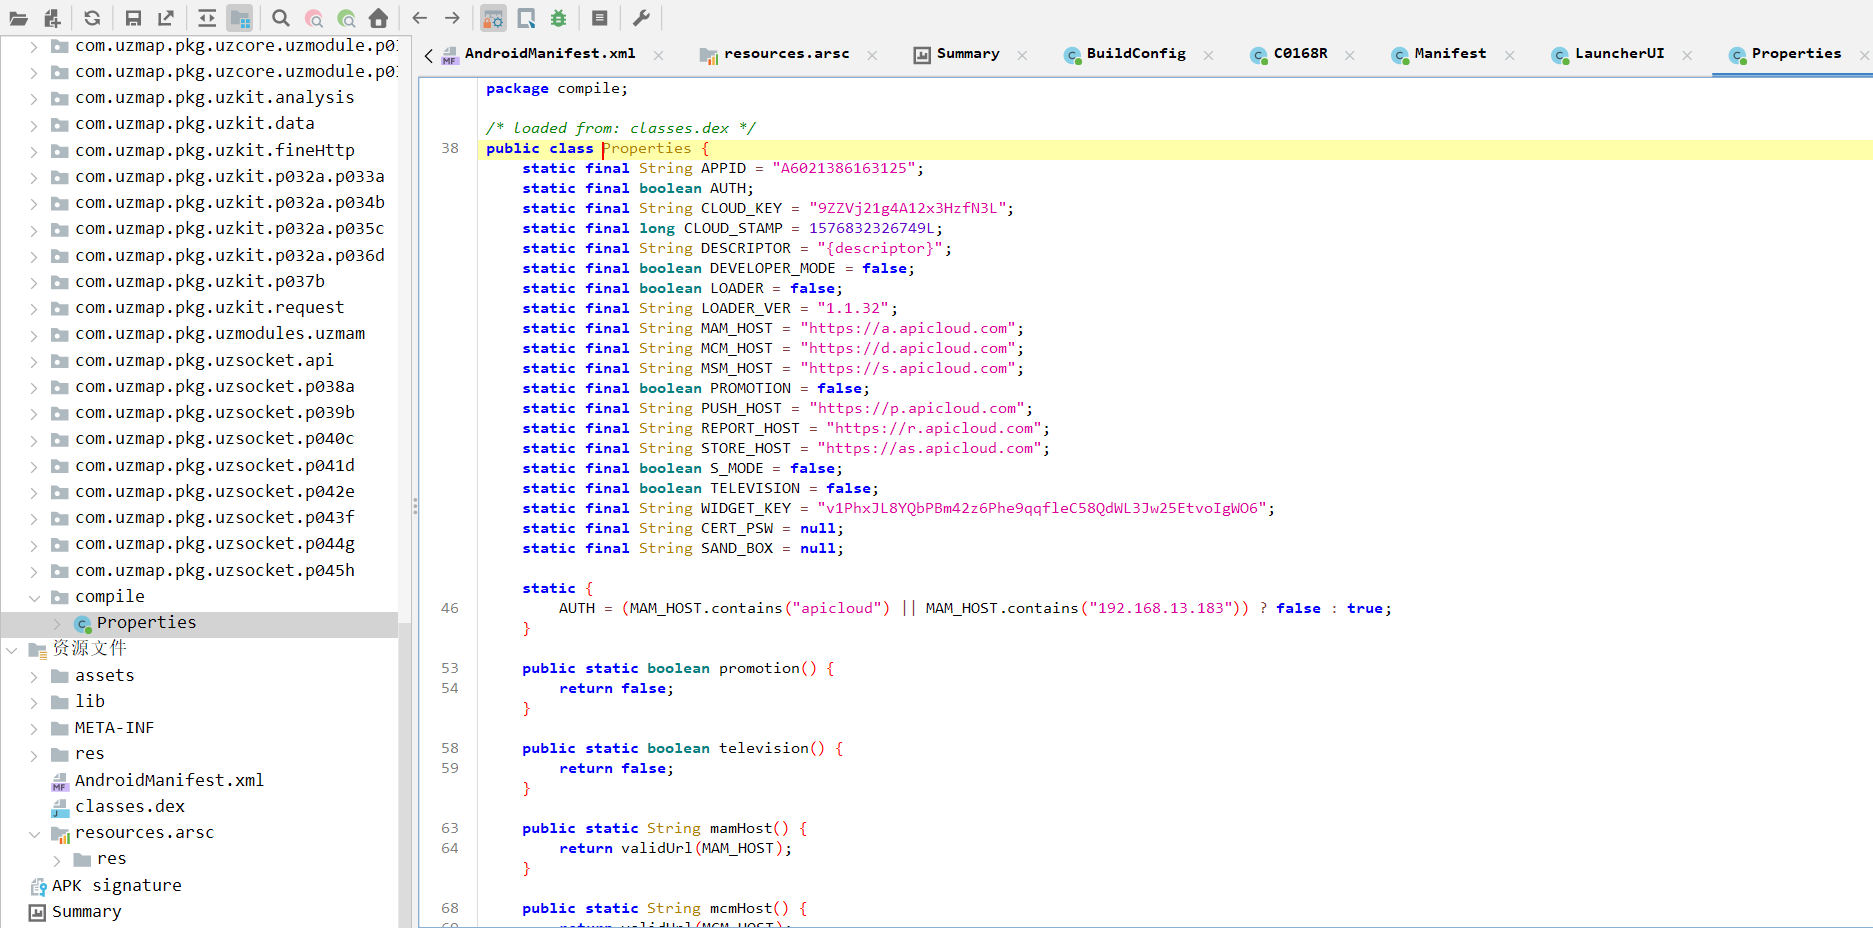 com.uzmap.pkg.uzcore.uzmodule.p0
com.uzmap.pkg.uzcore.uzmodule.p0
com.uzmap.pkg.uzkit.analysis
com.uzmap.pkg.uzkit.data
com.uzmap.pkg.uzkit.fineHttp
com.uzmap.pkg.uzkit.p032a.p033a
com.uzmap.pkg.uzkit.p032a.p034b
com.uzmap.pkg.uzkit.p032a.p035c
com.uzmap.pkg.uzkit.p032a.p036d
com.uzmap.pkg.uzkit.p037b
com.uzmap.pkg.uzkit.request
com.uzmap.pkg.uzmodules.uzmam
com.uzmap.pkg.uzsocket.api
com.uzmap.pkg.uzsocket.p038a
com.uzmap.pkg.uzsocket.p039b
com.uzmap.pkg.uzsocket.p040c
com.uzmap.pkg.uzsocket.p041d
com.uzmap.pkg.uzsocket.p042e
com.uzmap.pkg.uzsocket.p043f
com.uzmap.pkg.uzsocket.p044g
com.uzmap.pkg.uzsocket.p045h
compile
Properties
资源文件
assets
lib
META-INF
res
AndroidManifest.xml
classes.dex
resources.arsc
res
APK signature
Summary
AndroidManifest.xml resources.arsc Summary BuildConfig C0168R Manifest LauncherUI Properties
package compile;
/* loaded from: classes.dex */
38 public class Properties {
static final String APPID = "A6021386163125";
static final boolean AUTH;
static final String CLOUD_KEY = "9ZZVj21g4A12x3HzfN3L";
static final long CLOUD_STAMP = 1576832326749L;
static final String DESCRIPTOR = "{descriptor}";
static final boolean DEVELOPER_MODE = false;
static final boolean LOADER = false;
static final String LOADER_VER = "1.1.32";
static final String MAM_HOST = "https://a.apicloud.com";
static final String MCM_HOST = "https://d.apicloud.com";
static final String MSM_HOST = "https://s.apicloud.com";
static final boolean PROMOTION = false;
static final String PUSH_HOST = "https://p.apicloud.com";
static final String REPORT_HOST = "https://r.apicloud.com";
static final String STORE_HOST = "https://as.apicloud.com";
static final boolean S_MODE = false;
static final boolean TELEVISION = false;
static final String WIDGET_KEY = "v1PhxJL8YQbPBm42z6Phe9qqfleC58QdWL3Jw25EtvoIgWO6";
static final String CERT_PSW = null;
static final String SAND_BOX = null;
static {
46 AUTH = (MAM_HOST.contains("apicloud") || MAM_HOST.contains("192.168.13.183")) ? false : true;
}
53 public static boolean promotion() {
54 return false;
}
58 public static boolean television() {
59 return false;
}
63 public static String mamHost() {
64 return validUrl(MAM_HOST);
}
68 public static String mcmHost() {
69 return validUrl(MCM_HOST);